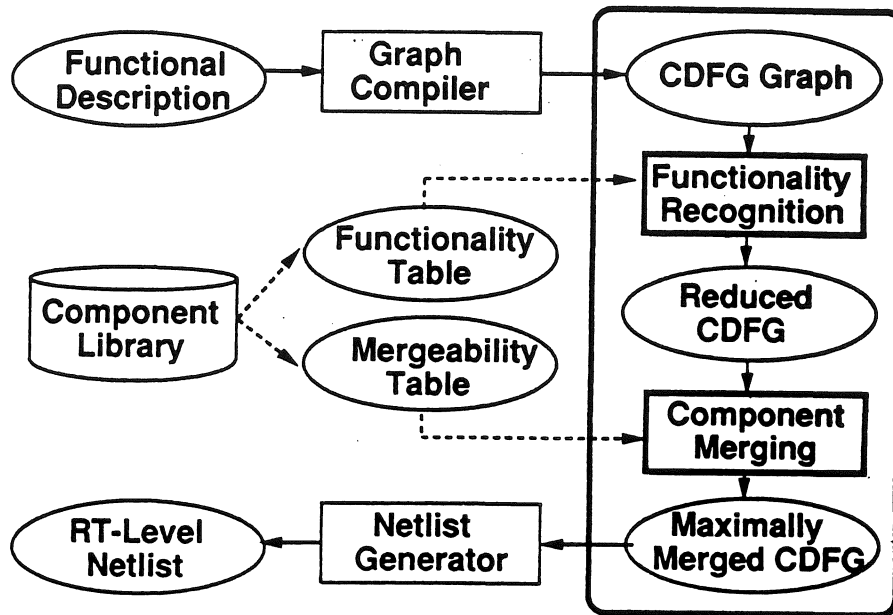 Functional
Description
Graph
Compiler
CDFG Graph
Functionality
Recognition
Functionality
Table
Component
Library
Reduced
CDFG
Mergeability
Table
Component
Merging
RT-Level
Netlist
Netlist
Generator
Maximally
Merged CDFG